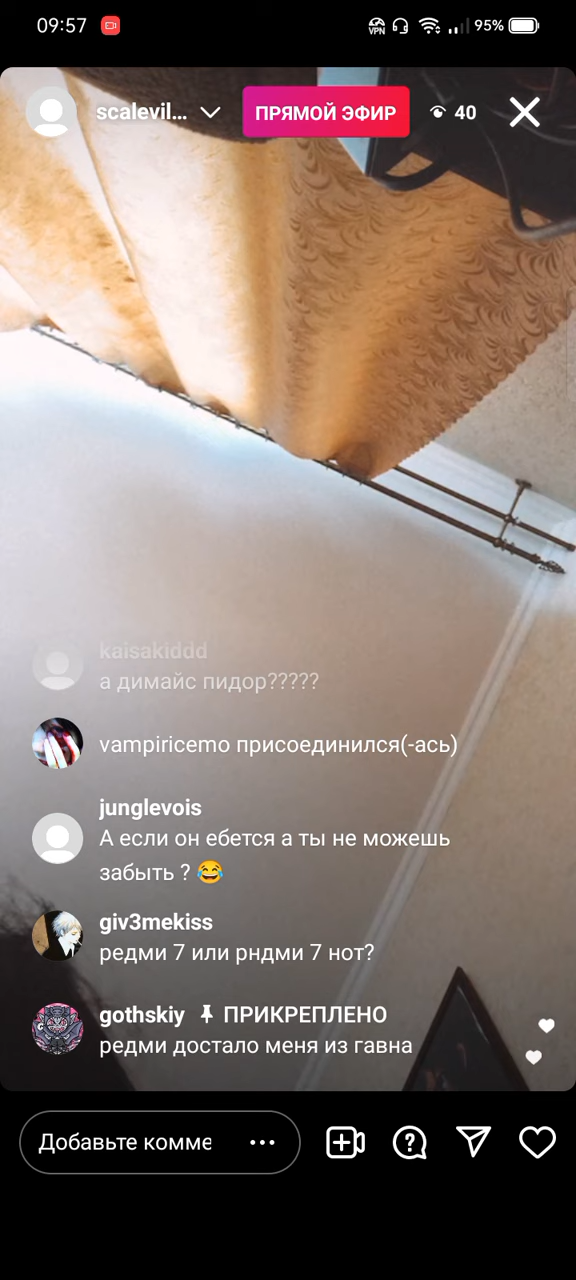 09:57
VPN
95%
scalevil...
ПРЯМОЙ ЭФИР
40
kaisakiddd
а димайс пидор?????
vampiricemo присоединился(-ась)
junglevois
А если он ебется а ты не можешь
забыть ? 😂
giv3mekiss
редми 7 или рндми 7 нот?
gothskiy ПРИКРЕПЛЕНО
редми достало меня из гавна
Добавьте комме